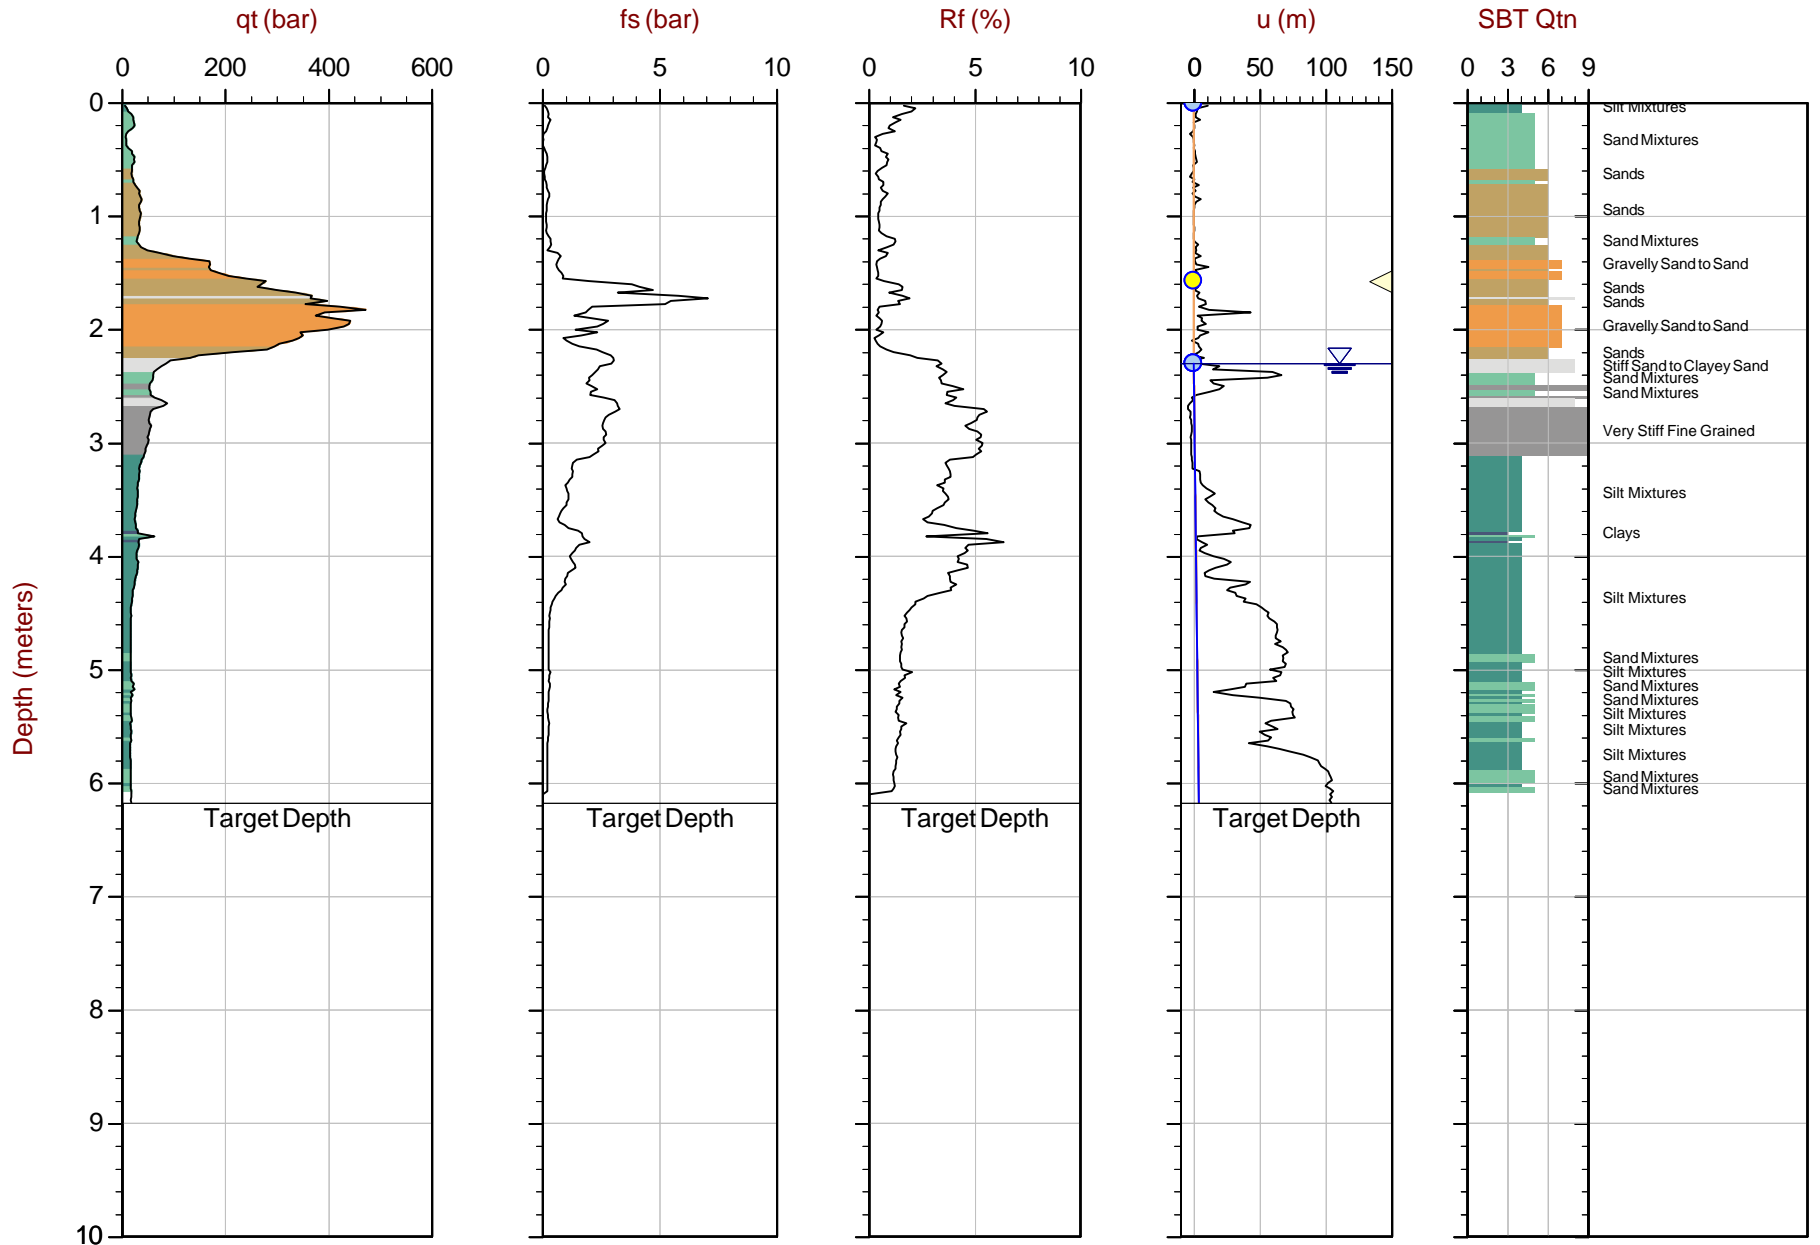 qt (bar) fs (bar) Rf (%) u (m) SBT Qtn
0 200 400 600 0 5 10 0 5 10 0 50 100 150 0 3 6 9
0
1
2
3
4
5
6
7
8
9
10
Depth (meters)
Silt Mixtures
Sand Mixtures
Sands
Sands
Sand Mixtures
Gravelly Sand to Sand
Sands
Sands
Gravelly Sand to Sand
Sands
Stiff Sand to Clayey Sand
Sand Mixtures
Sand Mixtures
Very Stiff Fine Grained
Silt Mixtures
Clays
Silt Mixtures
Sand Mixtures
Silt Mixtures
Sand Mixtures
Sand Mixtures
Silt Mixtures
Silt Mixtures
Silt Mixtures
Sand Mixtures
Sand Mixtures
Target Depth Target Depth Target Depth Target Depth